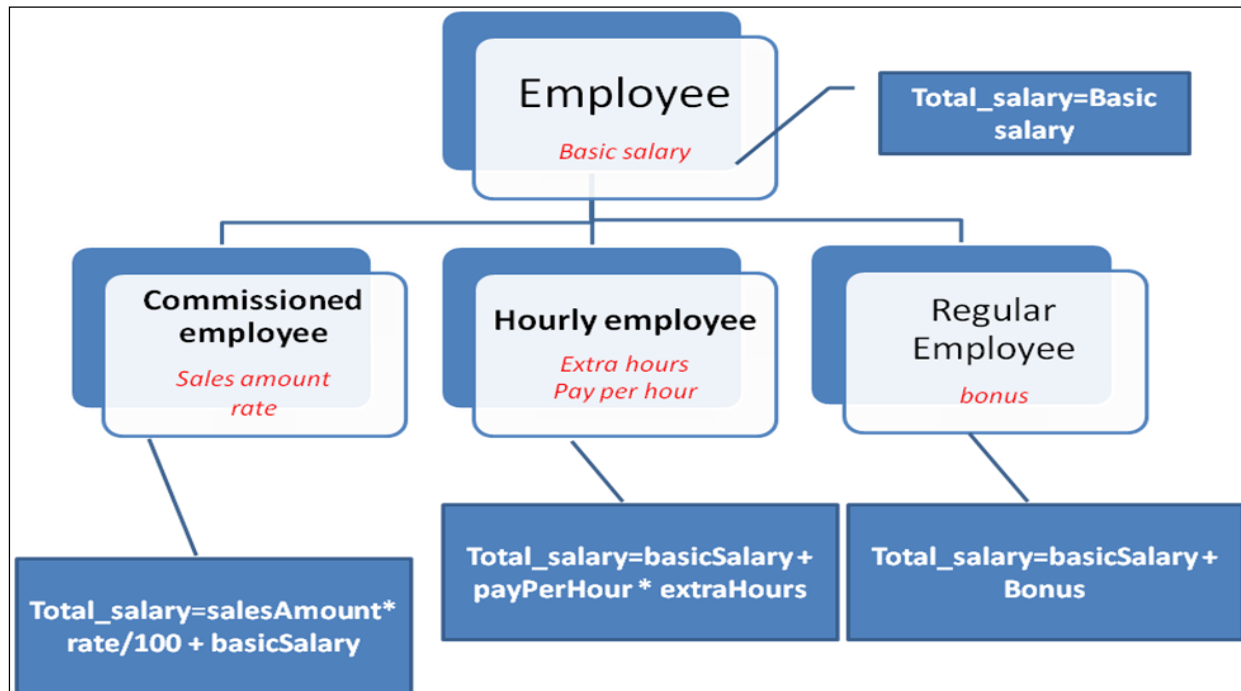 Employee
Basic salary
Total_salary=Basic
salary
Commissioned
employee
Sales amount
rate
Hourly employee
Extra hours
Pay per hour
Regular
Employee
bonus
Total_salary=salesAmount*
rate/100 + basicSalary
Total_salary=basicSalary+
payPerHour * extraHours
Total_salary=basicSalary+
Bonus